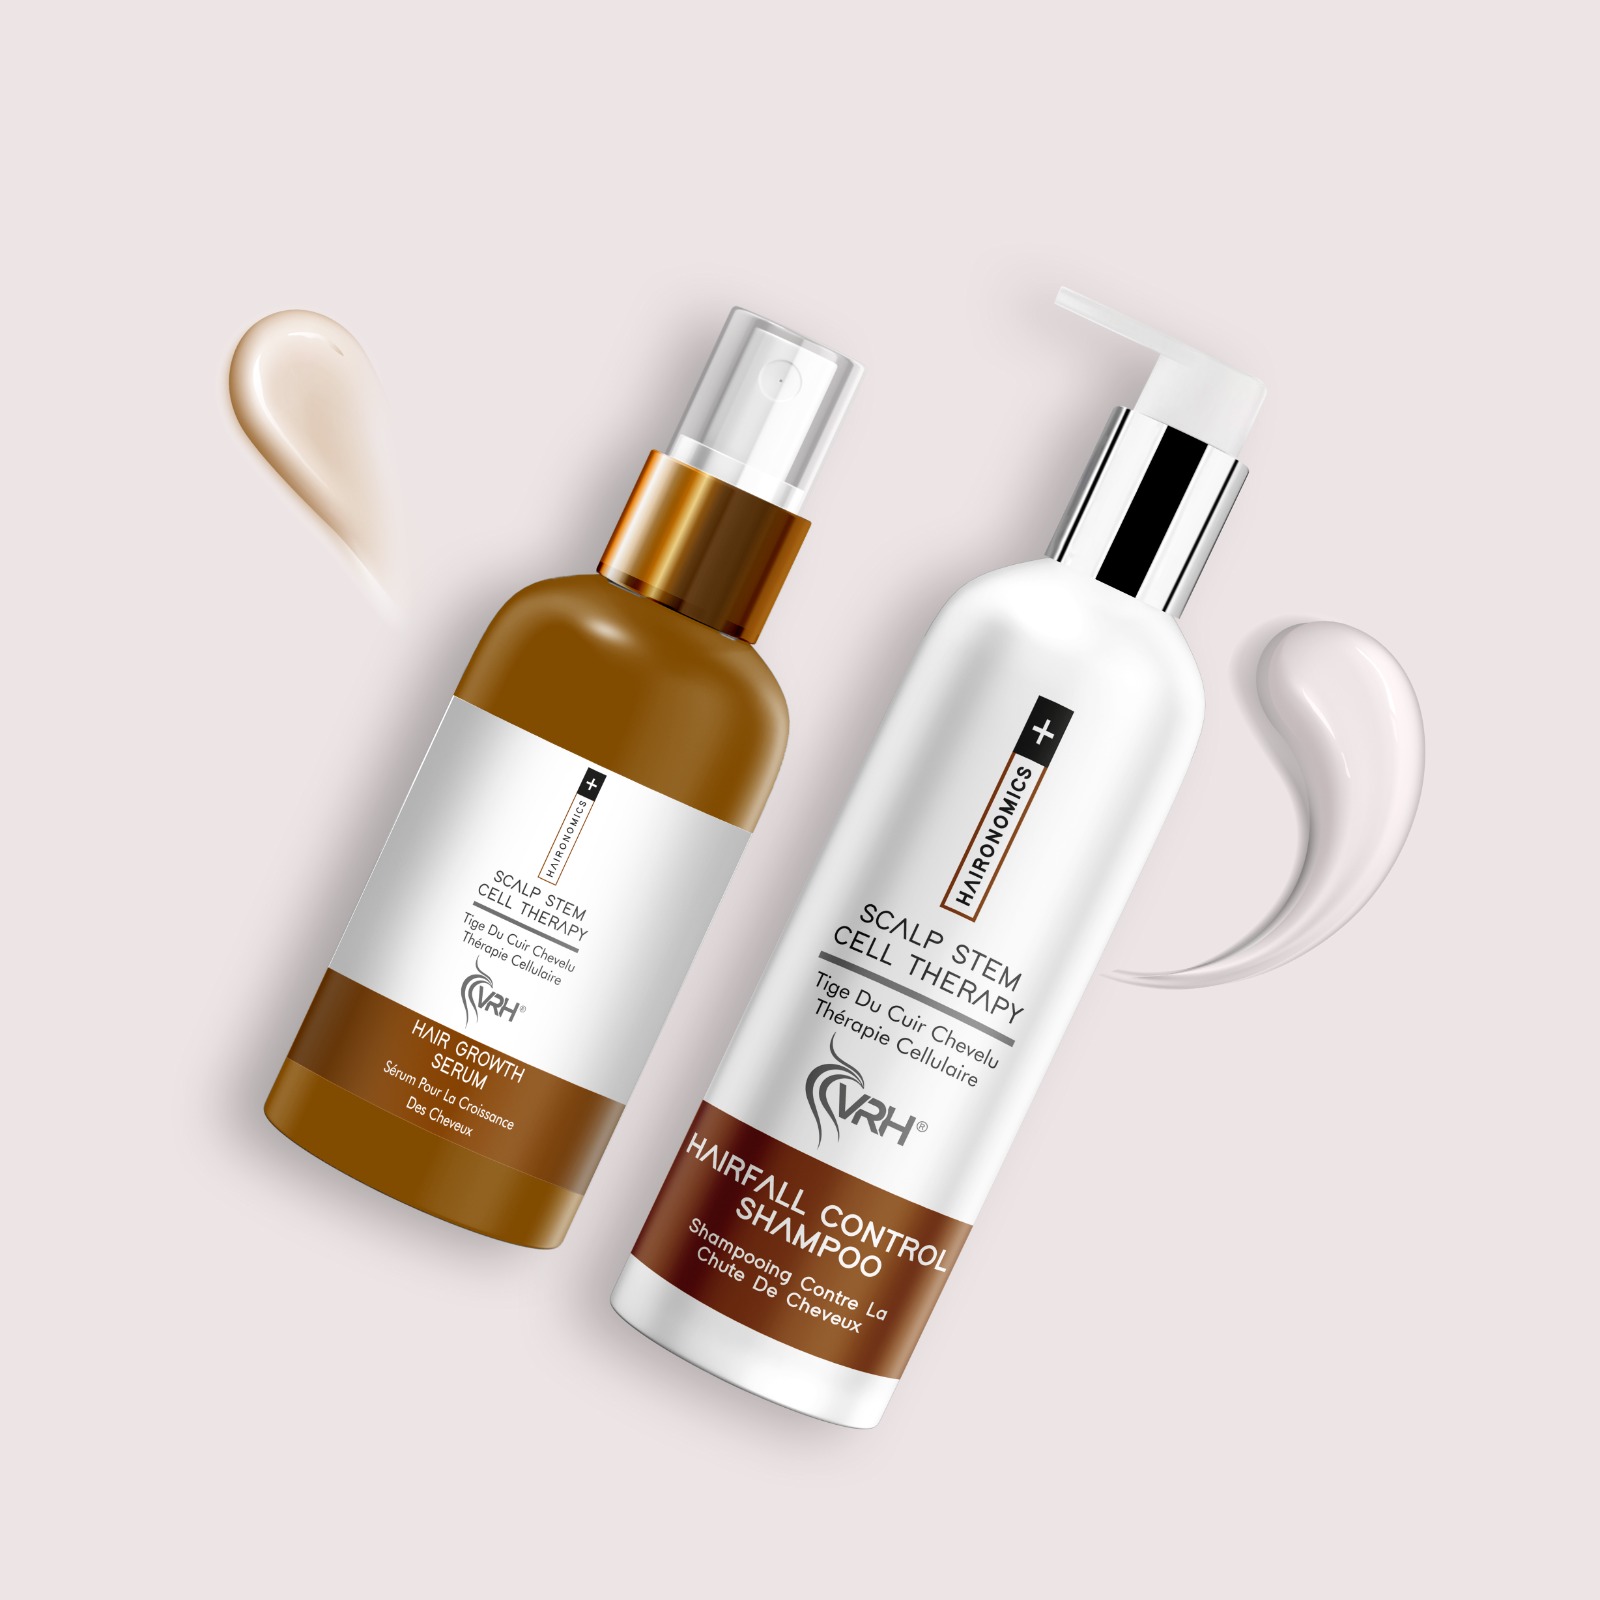 +
HAIRONOMICS
SCALP STEM
CELL THERAPY
Tige Du Cuir Chevelu
Thérapie Cellulaire
VRH®
HAIR GROWTH
SERUM
Sérum Pour La Croissance
Des Cheveux
+
HAIRONOMICS
SCALP STEM
CELL THERAPY
Tige Du Cuir Chevelu
Thérapie Cellulaire
VRH®
HAIRFALL CONTROL
SHAMPOO
Shampooing Contre La
Chute De Cheveux